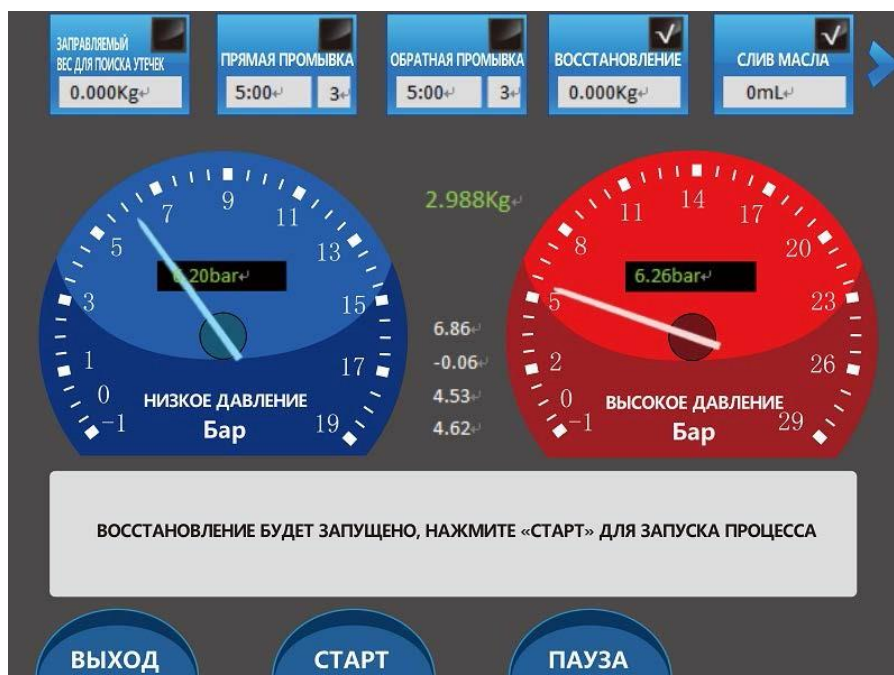 ЗАПРАВЛЯЕМЫЙ
ВЕС ДЛЯ ПОИСКА УТЕЧЕК
0.000Kg↵
ПРЯМАЯ ПРОМЫВКА
5:00↵ 3↵
ОБРАТНАЯ ПРОМЫВКА
5:00↵ 3↵
ВОССТАНОВЛЕНИЕ
0.000Kg↵
СЛИВ МАСЛА
0mL↵
-1
0
1
3
5
7
9
11
13
15
17
19
6.20bar↵
НИЗКОЕ ДАВЛЕНИЕ
Бар
2.988Kg↵
6.86↵
-0.06↵
4.53↵
4.62↵
-1
0
2
5
8
11
14
17
20
23
26
29
6.26bar↵
ВЫСОКОЕ ДАВЛЕНИЕ
Бар
ВОССТАНОВЛЕНИЕ БУДЕТ ЗАПУЩЕНО, НАЖМИТЕ «СТАРТ» ДЛЯ ЗАПУСКА ПРОЦЕССА
ВЫХОД
СТАРТ
ПАУЗА